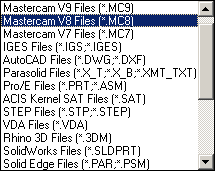 Mastercam V9 Files (*.MC9)
Mastercam V8 Files (*.MC8)
Mastercam V7 Files (*.MC7)
IGES Files (*.IGS;*.IGES)
AutoCAD Files (*.DWG;*.DXF)
Parasolid Files (*.X_T;*.X_B;*.XMT_TXT)
Pro/E Files (*.PRT;*.ASM)
ACIS Kernel SAT Files (*.SAT)
STEP Files (*.STP;*.STEP)
VDA Files (*.VDA)
Rhino 3D Files (*.3DM)
SolidWorks Files (*.SLDPRT)
Solid Edge Files (*.PAR;*.PSM)